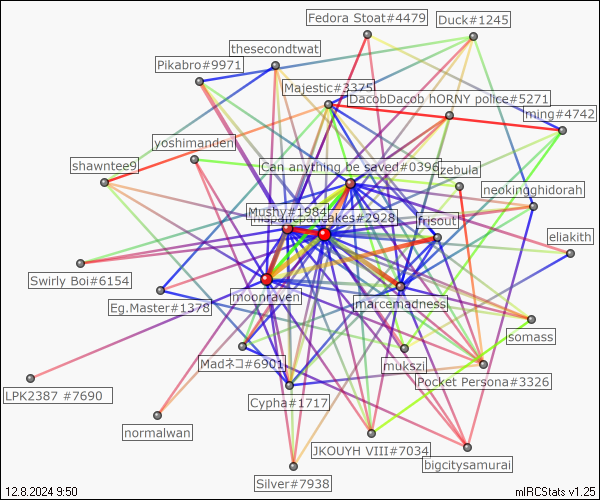 Fedora Stoat#4479
Duck#1245
thesecondtwat
Pikabro#9971
Majestic#3375
DacobDacob hORNY police#5271
ming#4742
yoshimanden
shawntee9
Can anything be saved#0396
zebula
neokingghidorah
Mushy#1984
pancakes#2928
frisout
eliakith
Swirly Boi#6154
moonraven
Eg.Master#1378
marcemadness
somass
Madネコ#6901
mukszi
Pocket Persona#3326
LPK2387 #7690
Cypha#1717
normalwan
JKOUYH VIII#7034
bigcitysamurai
Silver#7938
12.8.2024 9:50
mIRCStats v1.25